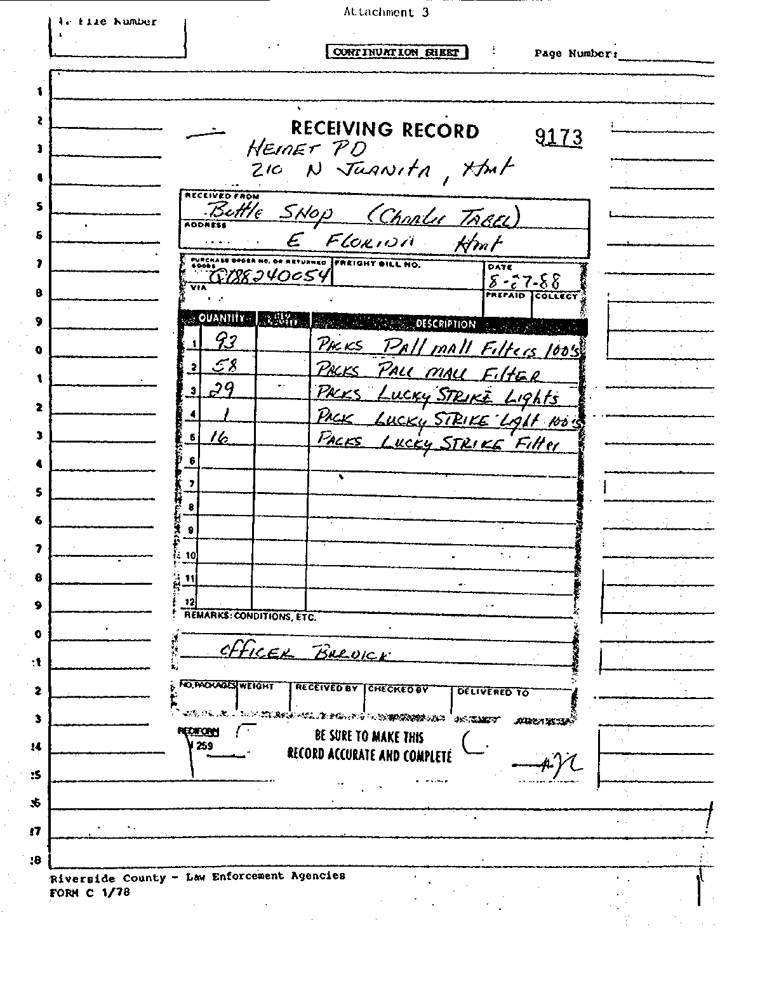 Attachment 3
File Number
CONTINUATION SHEET
Page Number:
1
2
RECEIVING RECORD 9173
3
HEMET PD
4
210 N JUANITA, Hmt
RECEIVED FROM
5
Bottle SHOP (Charlie TABEL)
ADDRESS
6
E FLORIDA Hmt
7
PURCHASE ORDER NO. OR RETURNED GOODS FREIGHT BILL NO. DATE
Q188240054 8-27-88
8
VIA PREPAID COLLECT
9
QUANTITY DESCRIPTION
0
1 93 PACKS Pall mall Filters 100's
1
2 58 PACKS PALL MALL FILTER
3 29 PACKS LUCKY STRIKE Lights
2
4 1 PACK LUCKY STRIKE Light 100's
3
5 16 PACKS LUCKY STRIKE Filter
4
6
5
7
6
8
7
9
10
8
11
9
12
REMARKS: CONDITIONS, ETC.
0
OFFICER
:1
2
NO. PACKAGES WEIGHT RECEIVED BY CHECKED BY DELIVERED TO
3
REDIFORM
BE SURE TO MAKE THIS
!4
259
RECORD ACCURATE AND COMPLETE
:5
:6
!7
:8
Riverside County - Law Enforcement Agencies
FORM C 1/78